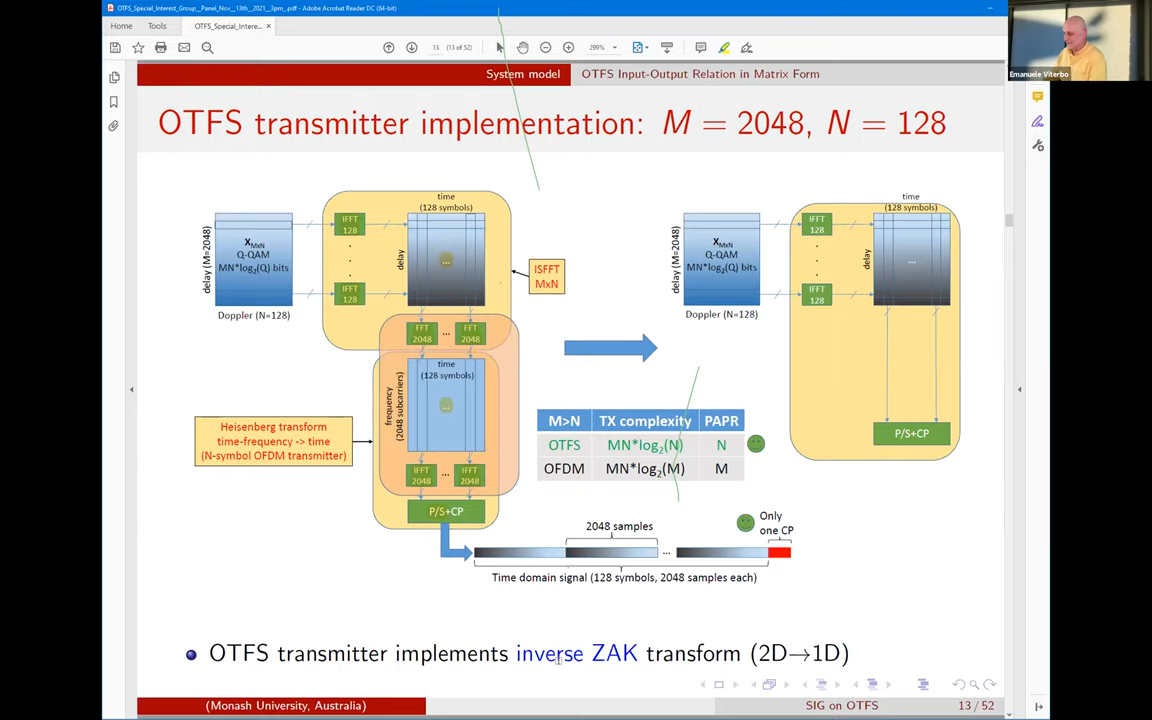 OTFS_Special_Interest_Group_Panel_Nov__13th__2021__3pm_.pdf - Adobe Acrobat Reader DC (64-bit)
Home Tools OTFS_Special_Intere... ×
13 (13 of 52) 299%
Emanuele Viterbo
System model OTFS Input-Output Relation in Matrix Form
OTFS transmitter implementation: M = 2048, N = 128
delay (M=2048)
X_MxN
Q-QAM
MN*log2(Q) bits
Doppler (N=128)
IFFT
128
.
.
.
IFFT
128
time
(128 symbols)
delay
...
ISFFT
MxN
FFT
2048
...
FFT
2048
time
(128 symbols)
frequency
(2048 subcarriers)
...
Heisenberg transform
time-frequency -> time
(N-symbol OFDM transmitter)
IFFT
2048
...
IFFT
2048
P/S+CP
delay (M=2048)
X_MxN
Q-QAM
MN*log2(Q) bits
Doppler (N=128)
IFFT
128
.
.
.
IFFT
128
time
(128 symbols)
delay
...
P/S+CP
M>N TX complexity PAPR
OTFS MN*log2(N) N
OFDM MN*log2(M) M
2048 samples
...
Only
one CP
Time domain signal (128 symbols, 2048 samples each)
OTFS transmitter implements inverse ZAK transform (2D→1D)
(Monash University, Australia) SIG on OTFS 13 / 52